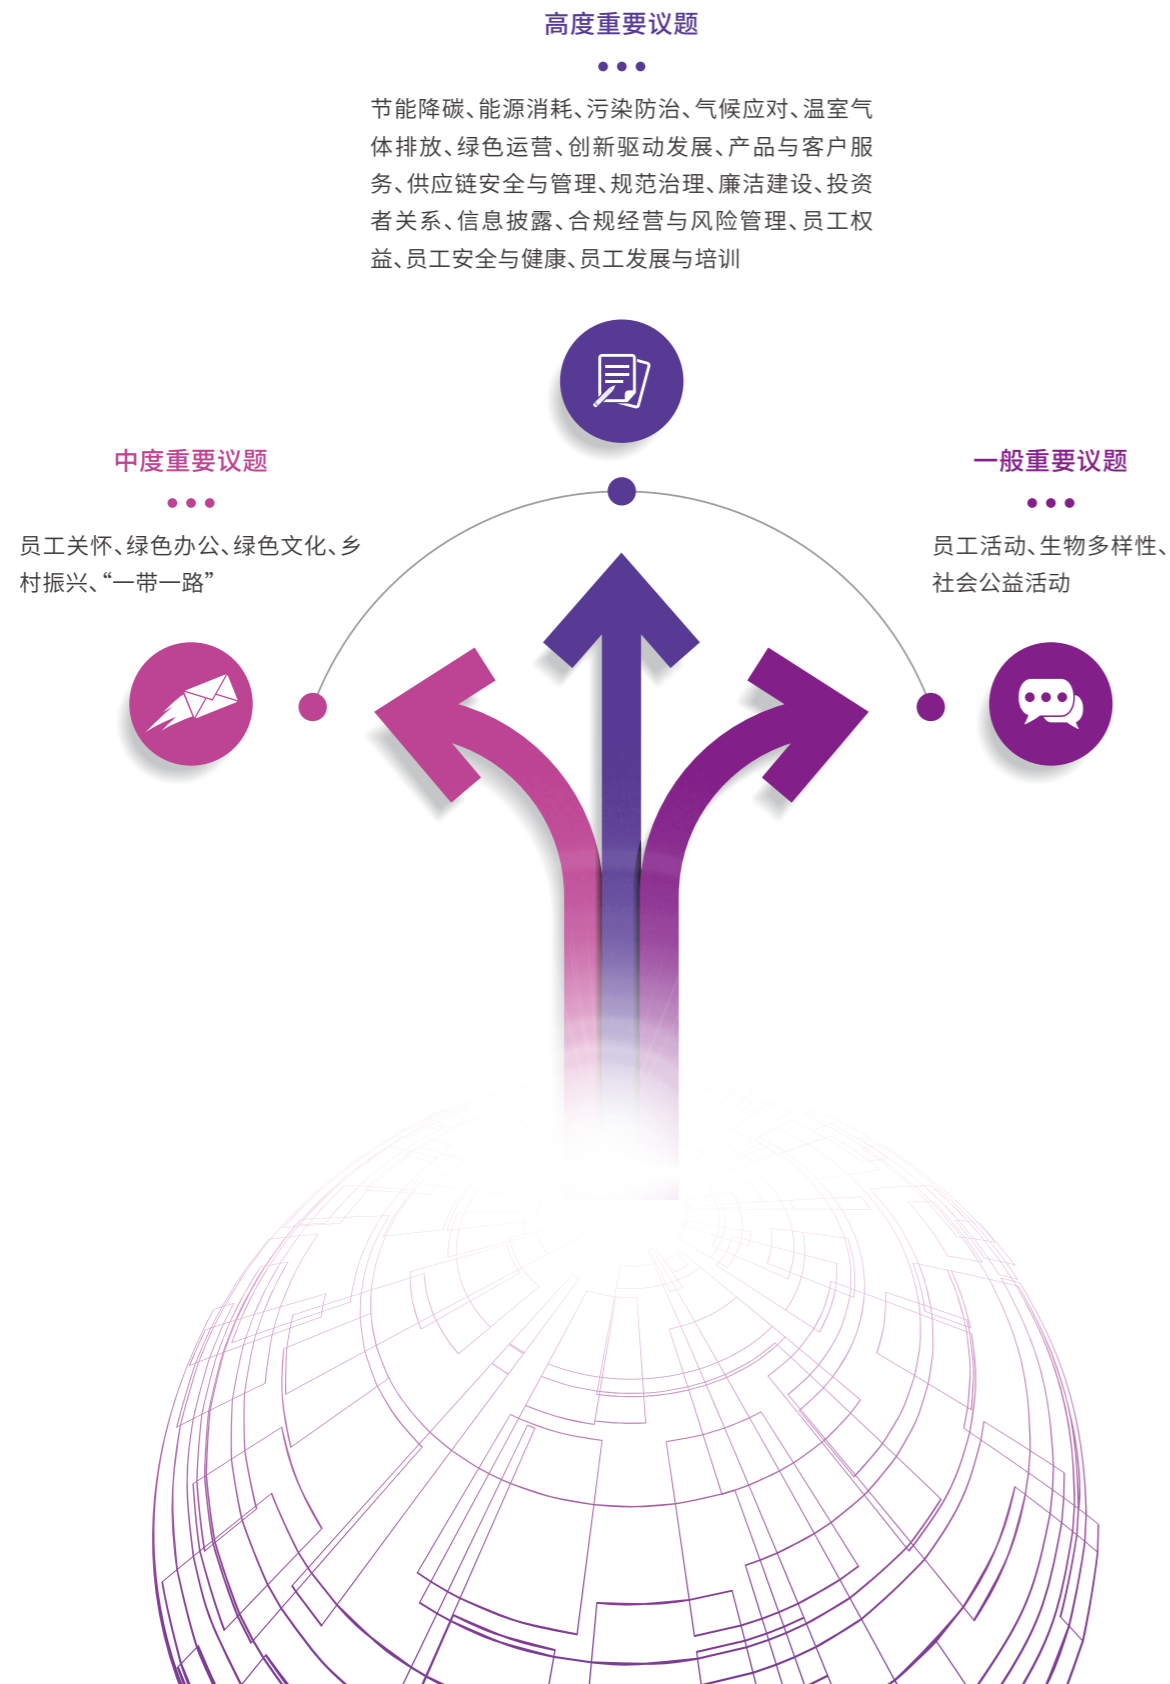 高度重要议题
节能降碳、能源消耗、污染防治、气候应对、温室气
体排放、绿色运营、创新驱动发展、产品与客户服
务、供应链安全与管理、规范治理、廉洁建设、投资
者关系、信息披露、合规经营与风险管理、员工权
益、员工安全与健康、员工发展与培训
中度重要议题
员工关怀、绿色办公、绿色文化、乡
村振兴、“一带一路”
一般重要议题
员工活动、生物多样性、
社会公益活动